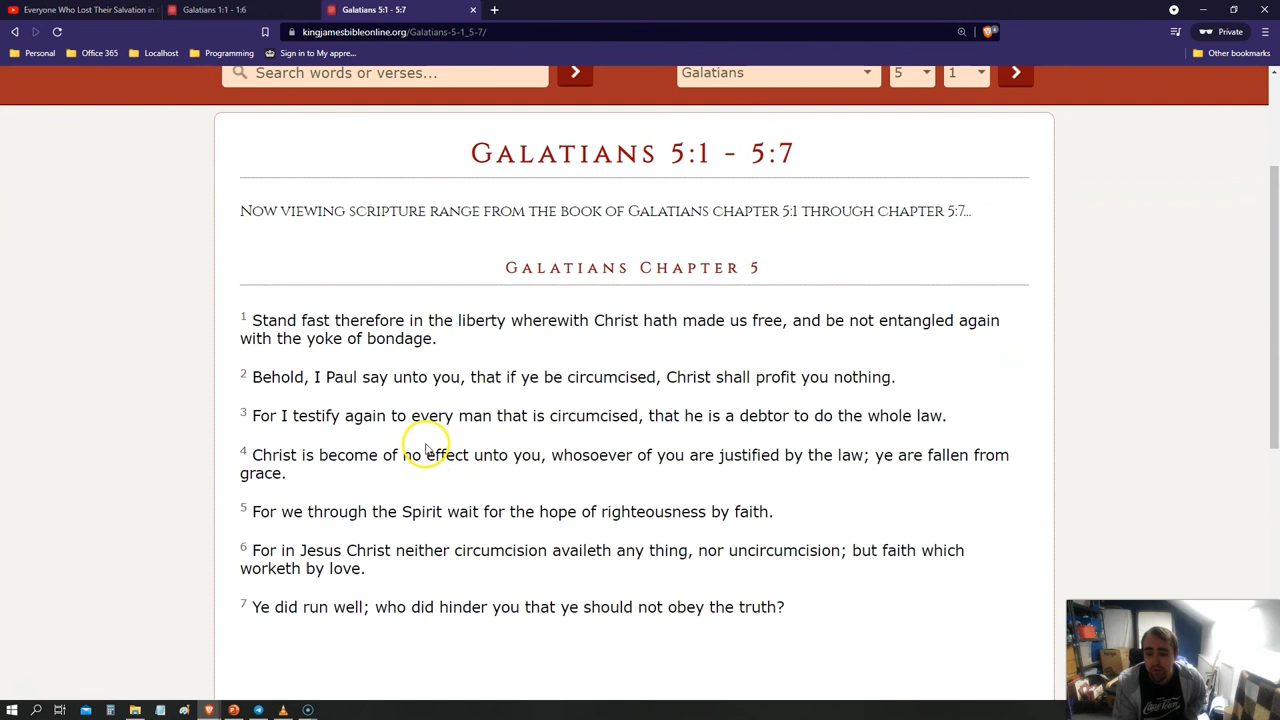 Everyone Who Lost Their Salvation in
Galatians 1:1 - 1:6
Galatians 5:1 - 5:7
kingjamesbibleonline.org/Galatians-5-1_5-7/
Private
Personal
Office 365
Localhost
Programming
Sign in to My appre...
Other bookmarks
Search words or verses...
Galatians
5
1
Galatians 5:1 - 5:7
Now viewing scripture range from the book of Galatians chapter 5:1 through chapter 5:7...
Galatians Chapter 5
1 Stand fast therefore in the liberty wherewith Christ hath made us free, and be not entangled again
with the yoke of bondage.
2 Behold, I Paul say unto you, that if ye be circumcised, Christ shall profit you nothing.
3 For I testify again to every man that is circumcised, that he is a debtor to do the whole law.
4 Christ is become of no effect unto you, whosoever of you are justified by the law; ye are fallen from
grace.
5 For we through the Spirit wait for the hope of righteousness by faith.
6 For in Jesus Christ neither circumcision availeth any thing, nor uncircumcision; but faith which
worketh by love.
7 Ye did run well; who did hinder you that ye should not obey the truth?